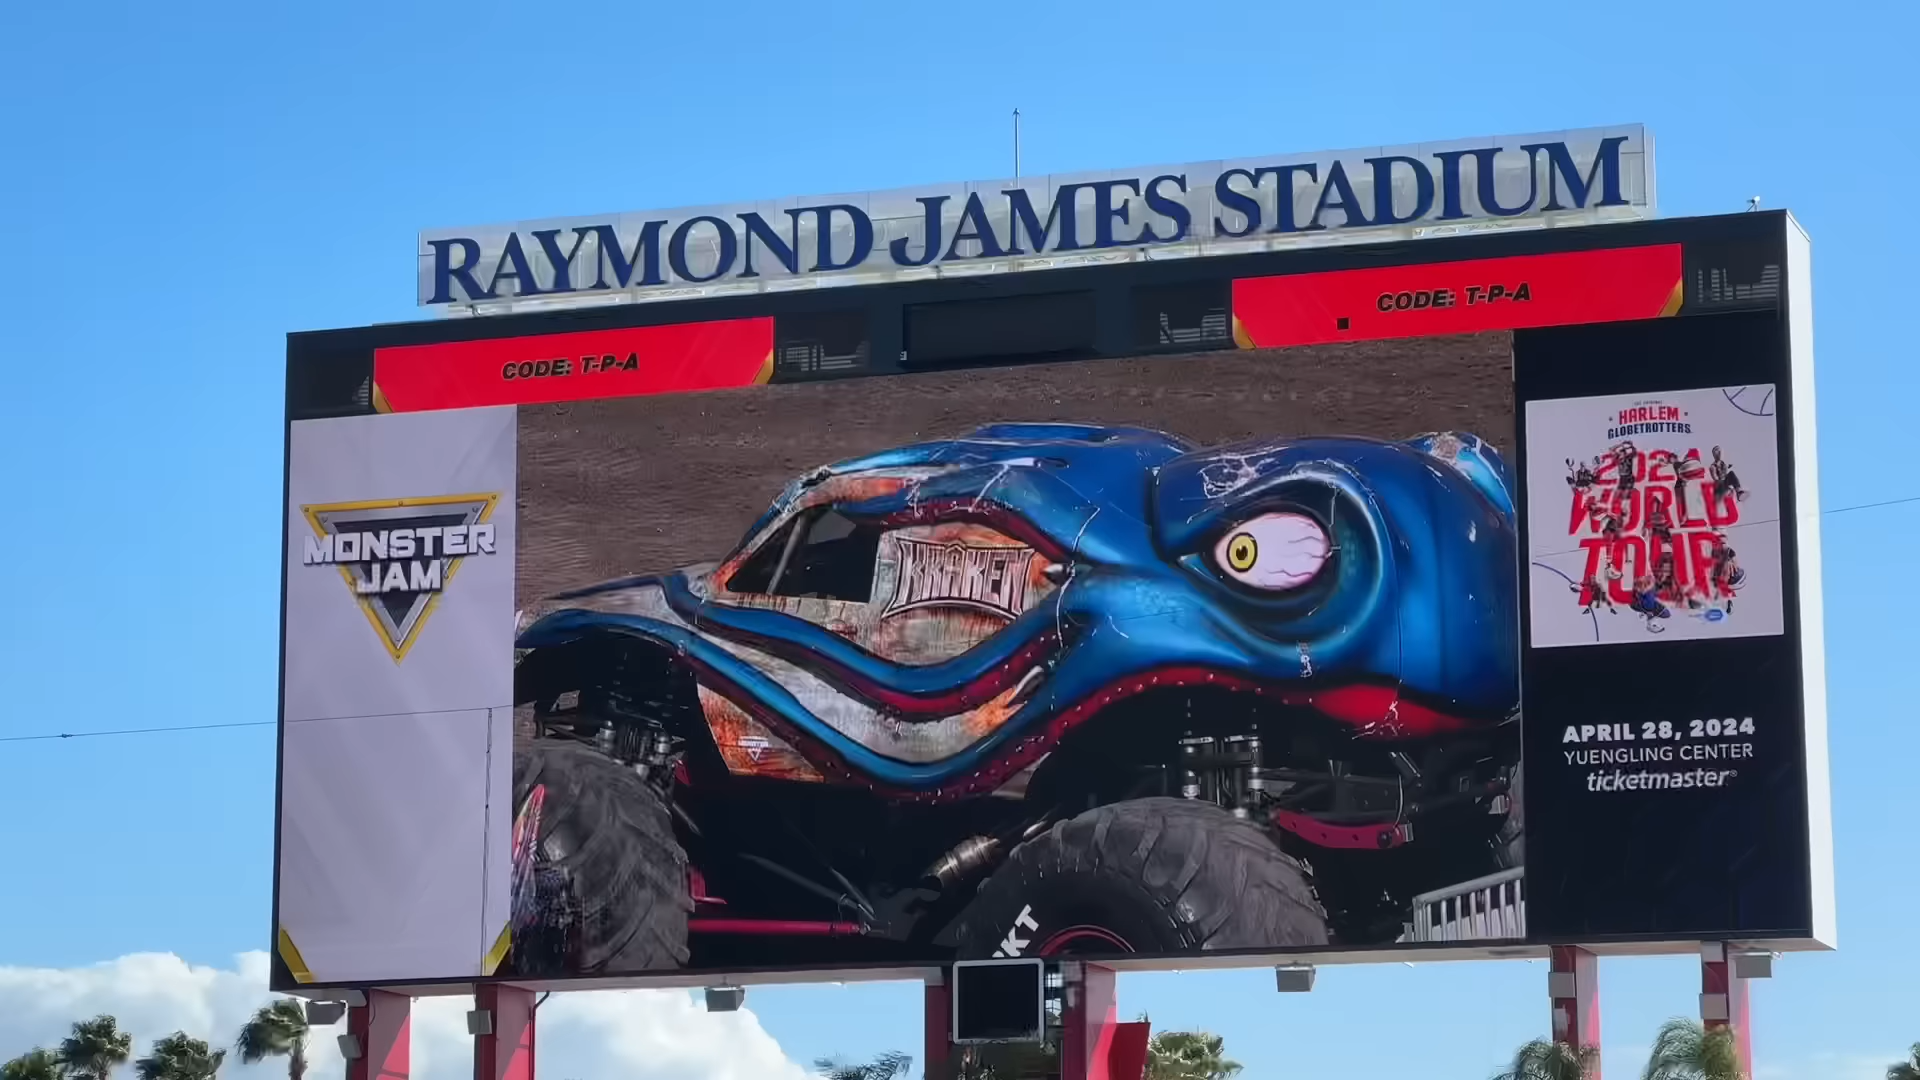 RAYMOND JAMES STADIUM
CODE: T-P-A
CODE: T-P-A
MONSTER
JAM
KRAKEN
HARLEM
GLOBETROTTERS
2024
WORLD
TOUR
APRIL 28, 2024
YUENGLING CENTER
ticketmaster®